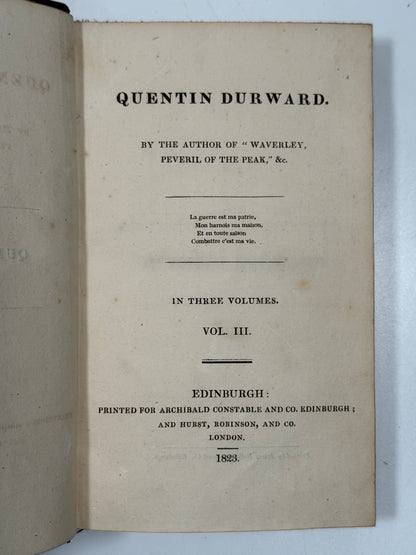 QUENTIN DURWARD.
BY THE AUTHOR OF " WAVERLEY,
PEVERIL OF THE PEAK," &c.
La guerre est ma patrie,
Mon harnois ma maison,
Et en toute saison
Combattre c'est ma vie.
IN THREE VOLUMES.
VOL. III.
EDINBURGH:
PRINTED FOR ARCHIBALD CONSTABLE AND CO. EDINBURGH;
AND HURST, ROBINSON, AND CO.
LONDON.
1823.